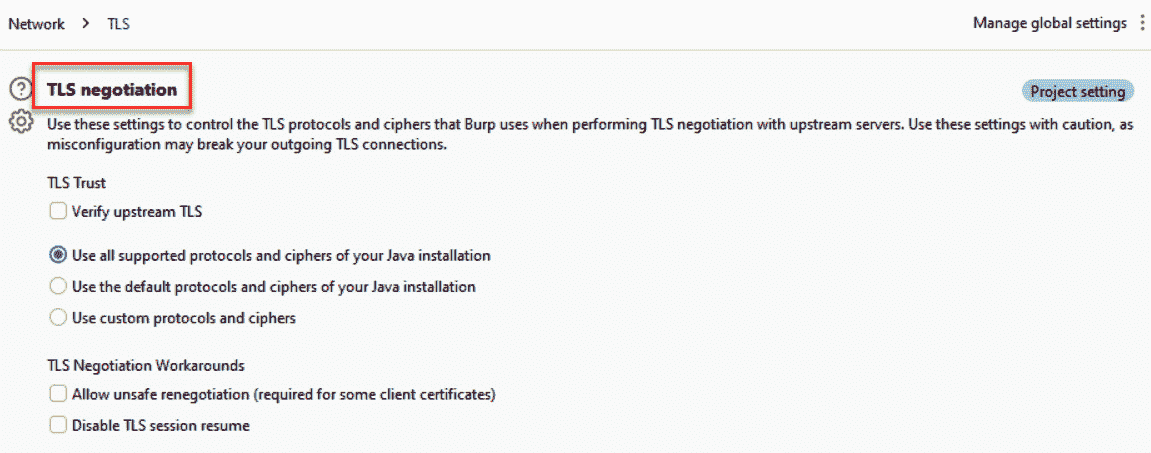 Network > TLS
Manage global settings
TLS negotiation
Project setting
Use these settings to control the TLS protocols and ciphers that Burp uses when performing TLS negotiation with upstream servers. Use these settings with caution, as
misconfiguration may break your outgoing TLS connections.
TLS Trust
Verify upstream TLS
Use all supported protocols and ciphers of your Java installation
Use the default protocols and ciphers of your Java installation
Use custom protocols and ciphers
TLS Negotiation Workarounds
Allow unsafe renegotiation (required for some client certificates)
Disable TLS session resume